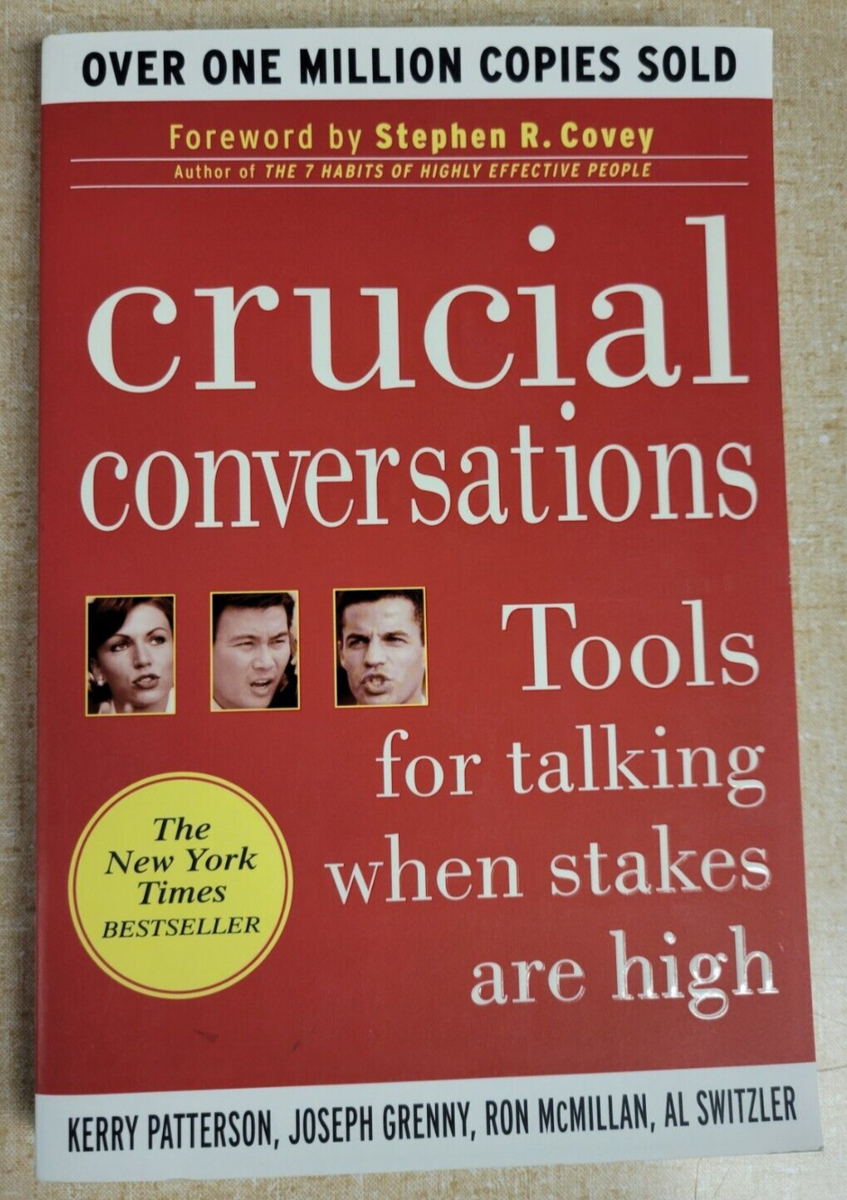 OVER ONE MILLION COPIES SOLD
Foreword by Stephen R. Covey
Author of THE 7 HABITS OF HIGHLY EFFECTIVE PEOPLE
crucial
conversations
Tools
for talking
when stakes
are high
The
New York
Times
BESTSELLER
KERRY PATTERSON, JOSEPH GRENNY, RON McMILLAN, AL SWITZLER